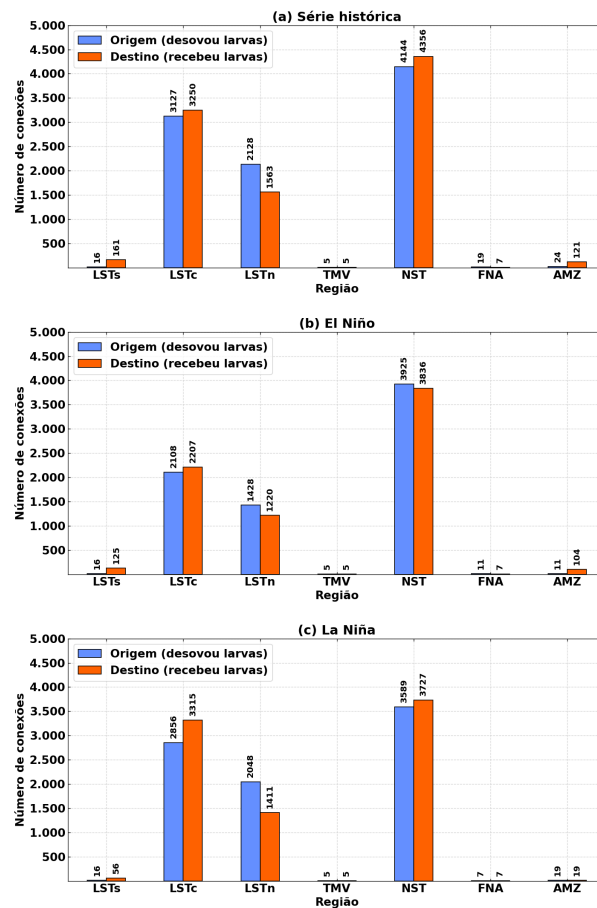 (a) Série histórica
5.000
4.500
4.000
3.500
3.000
2.500
2.000
1.500
1.000
500
Número de conexões
Origem (desovou larvas)
Destino (recebeu larvas)
16 161 3127 3250 2128 1563 5 5 4144 4356 19 7 24 121
LSTs LSTc LSTn TMV NST FNA AMZ
Região
(b) El Niño
5.000
4.500
4.000
3.500
3.000
2.500
2.000
1.500
1.000
500
Número de conexões
Origem (desovou larvas)
Destino (recebeu larvas)
16 125 2108 2207 1428 1220 5 5 3925 3836 11 7 11 104
LSTs LSTc LSTn TMV NST FNA AMZ
Região
(c) La Niña
5.000
4.500
4.000
3.500
3.000
2.500
2.000
1.500
1.000
500
Número de conexões
Origem (desovou larvas)
Destino (recebeu larvas)
16 56 2856 3315 2048 1411 5 5 3589 3727 7 7 19 19
LSTs LSTc LSTn TMV NST FNA AMZ
Região